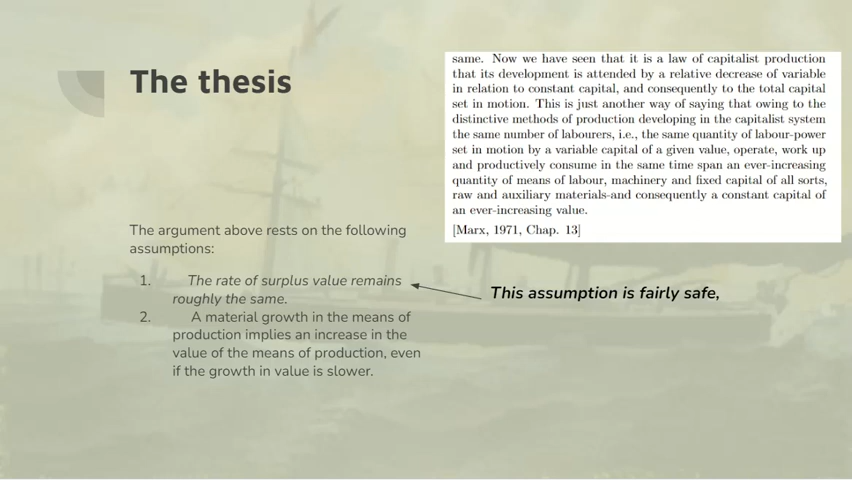 The thesis
same. Now we have seen that it is a law of capitalist production
that its development is attended by a relative decrease of variable
in relation to constant capital, and consequently to the total capital
set in motion. This is just another way of saying that owing to the
distinctive methods of production developing in the capitalist system
the same number of labourers, i.e., the same quantity of labour-power
set in motion by a variable capital of a given value, operate, work up
and productively consume in the same time span an ever-increasing
quantity of means of labour, machinery and fixed capital of all sorts,
raw and auxiliary materials-and consequently a constant capital of
an ever-increasing value.
[Marx, 1971, Chap. 13]
The argument above rests on the following
assumptions:
1. The rate of surplus value remains
roughly the same.
2. A material growth in the means of
production implies an increase in the
value of the means of production, even
if the growth in value is slower.
This assumption is fairly safe,